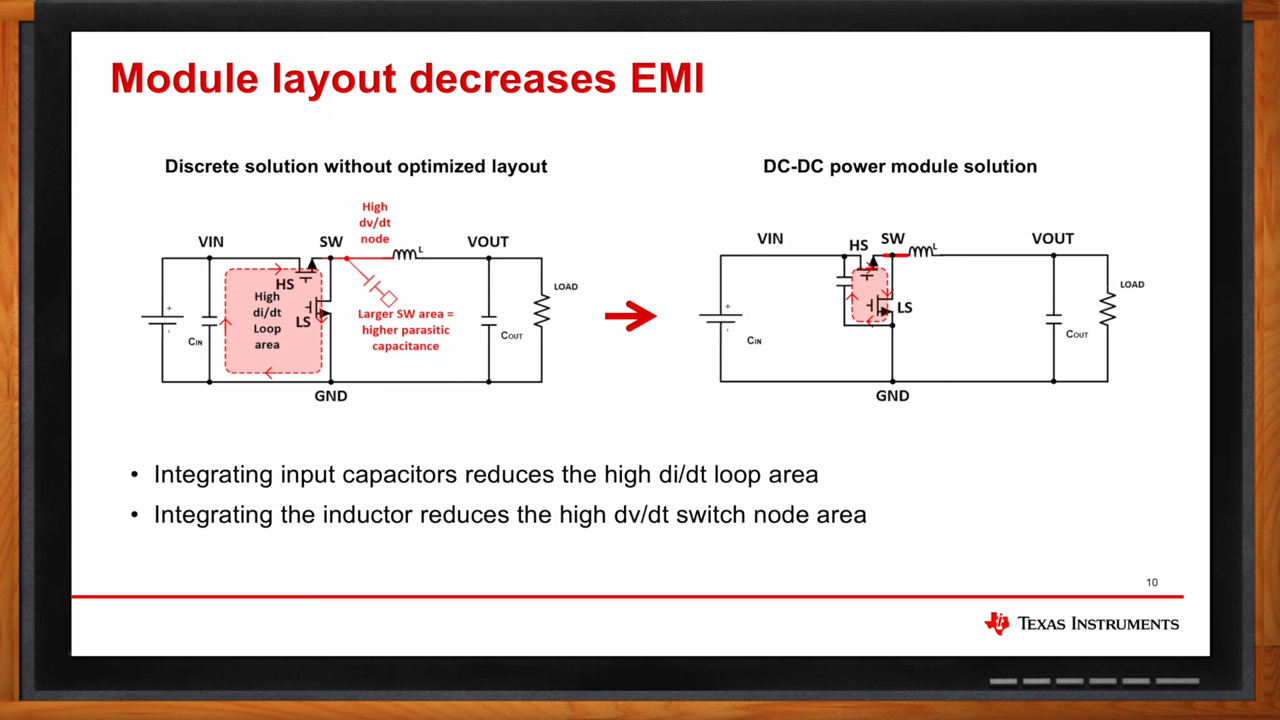 Module layout decreases EMI
Discrete solution without optimized layout
High
dv/dt
node
VIN
SW
L
VOUT
HS
High
di/dt
Loop
area
LS
CIN
Larger SW area =
higher parasitic
capacitance
COUT
LOAD
+
-
GND
DC-DC power module solution
VIN
HS
SW
L
VOUT
LS
LOAD
+
-
CIN
COUT
GND
• Integrating input capacitors reduces the high di/dt loop area
• Integrating the inductor reduces the high dv/dt switch node area
10
TEXAS INSTRUMENTS